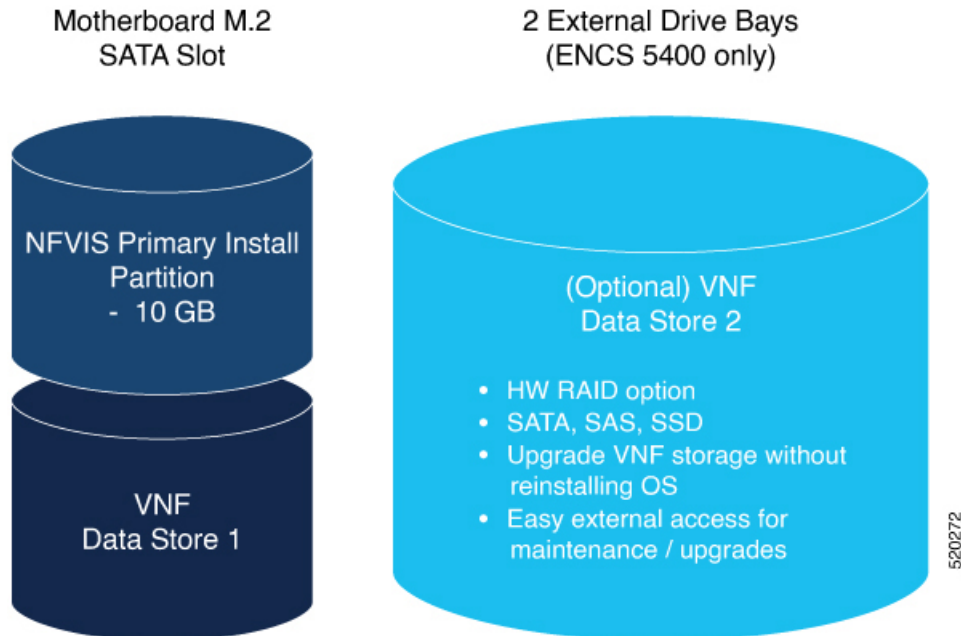 Motherboard M.2
SATA Slot
2 External Drive Bays
(ENCS 5400 only)
NFVIS Primary Install
Partition
- 10 GB
VNF
Data Store 1
(Optional) VNF
Data Store 2
• HW RAID option
• SATA, SAS, SSD
• Upgrade VNF storage without
reinstalling OS
• Easy external access for
maintenance / upgrades
520272